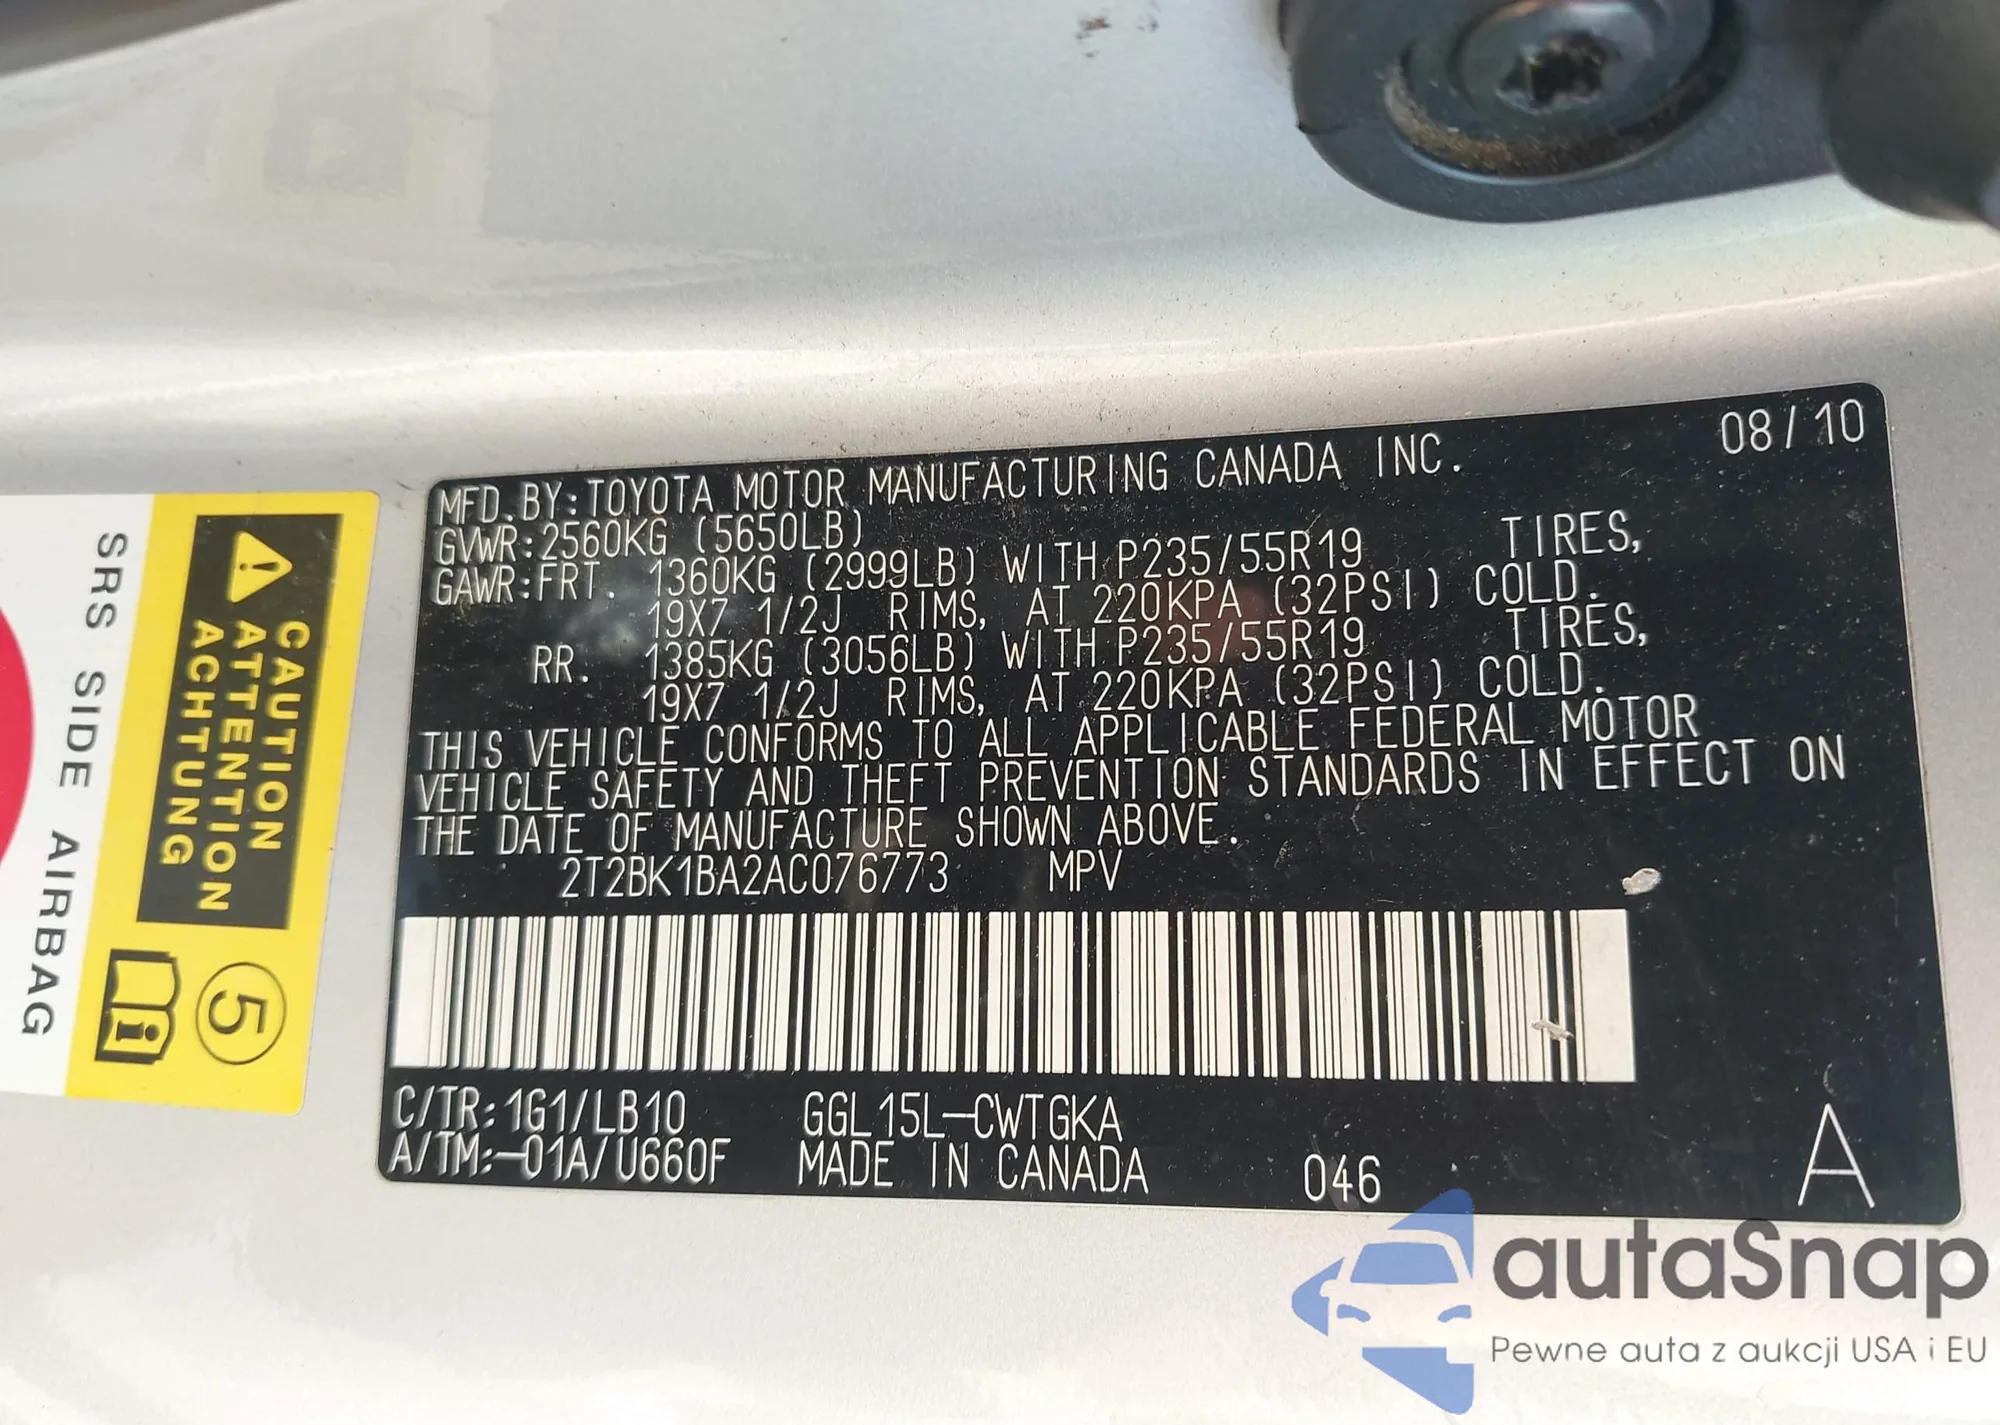 MFD. BY: TOYOTA MOTOR MANUFACTURING CANADA INC. 08/10
GVWR: 2560KG (5650LB)
GAWR: FRT. 1360KG (2999LB) WITH P235/55R19 TIRES,
19X7 1/2J RIMS, AT 220KPA (32PSI) COLD.
RR. 1385KG (3056LB) WITH P235/55R19 TIRES,
19X7 1/2J RIMS, AT 220KPA (32PSI) COLD.
THIS VEHICLE CONFORMS TO ALL APPLICABLE FEDERAL MOTOR
VEHICLE SAFETY AND THEFT PREVENTION STANDARDS IN EFFECT ON
THE DATE OF MANUFACTURE SHOWN ABOVE.
2T2BK1BA2AC076773 MPV
C/TR: 1G1/LB10 GGL15L-CWTGKA
A/TM: -01A/U660F MADE IN CANADA 046 A
CAUTION
ATTENTION
ACHTUNG
5
SRS SIDE AIRBAG
autaSnap
Pewne auta z aukcji USA i EU